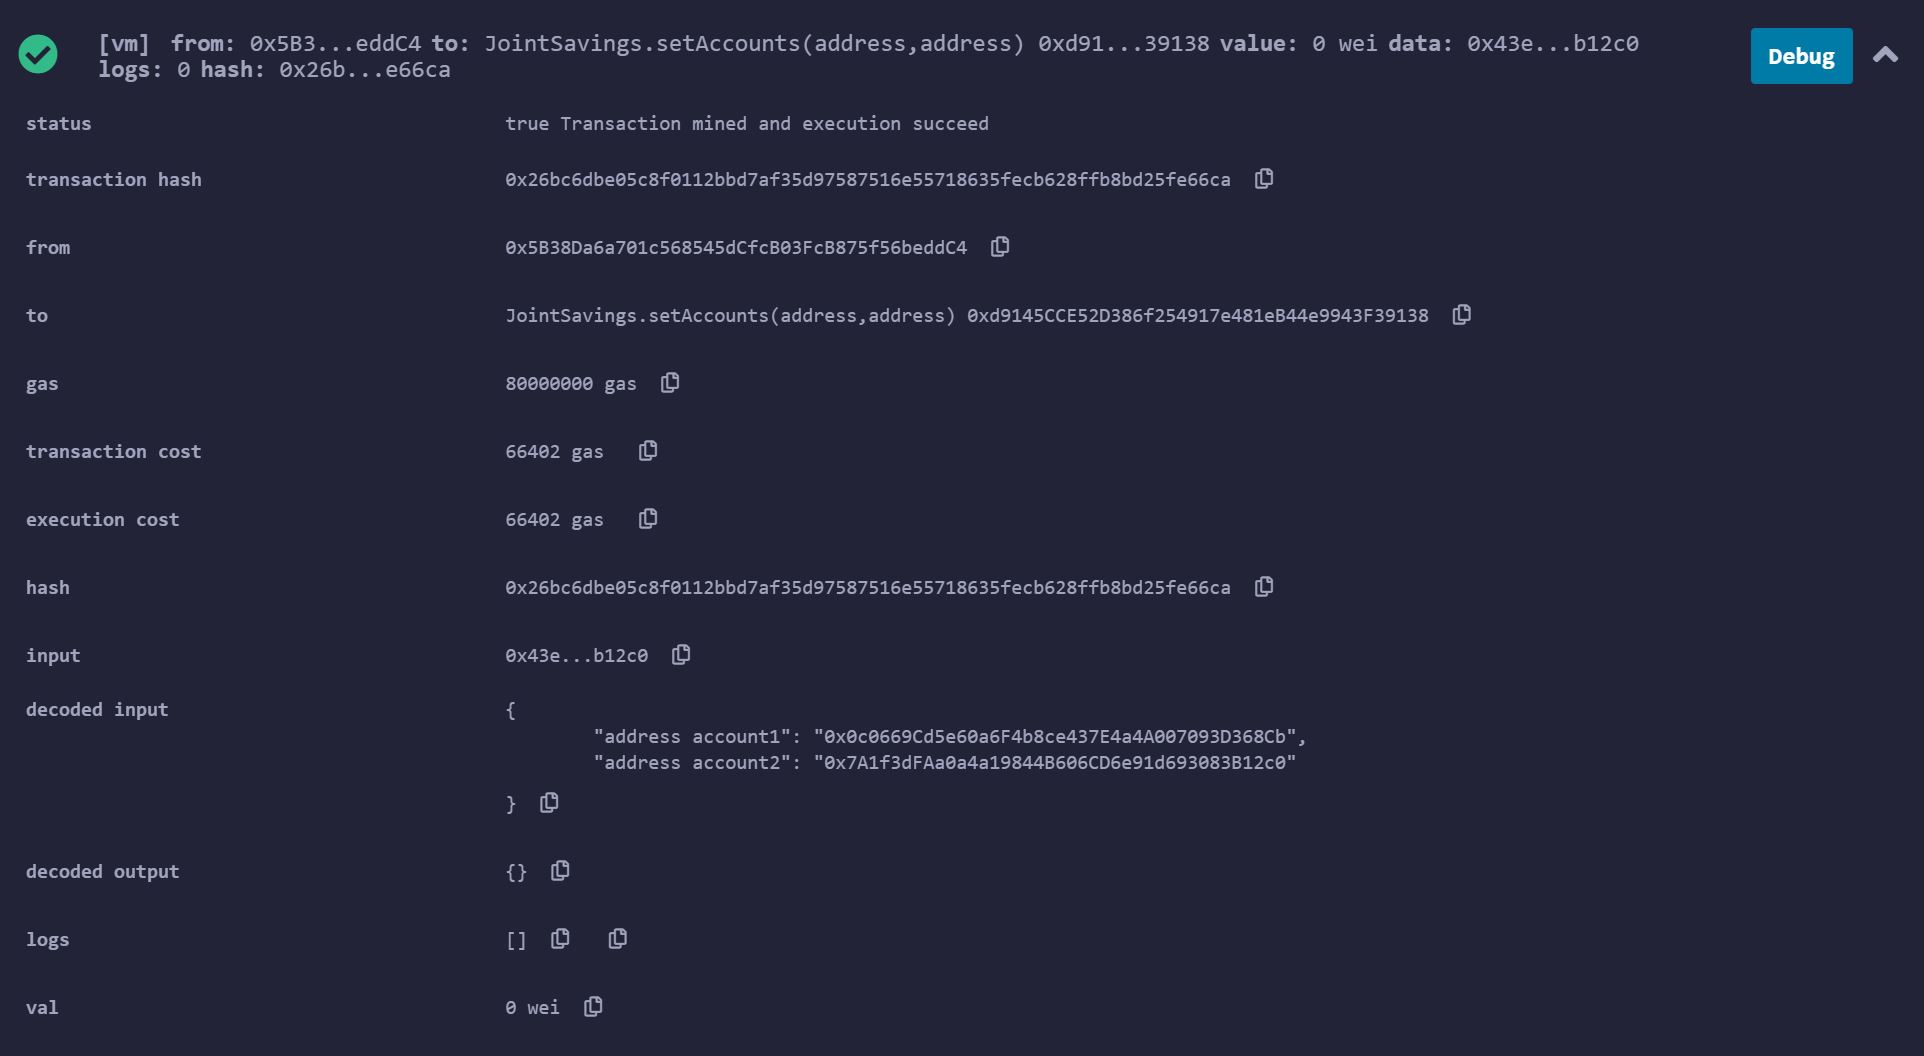 [vm] from: 0x5B3...eddC4 to: JointSavings.setAccounts(address,address) 0xd91...39138 value: 0 wei data: 0x43e...b12c0
logs: 0 hash: 0x26b...e66ca
Debug
status true Transaction mined and execution succeed
transaction hash 0x26bc6dbe05c8f0112bbd7af35d97587516e55718635fecb628ffb8bd25fe66ca
from 0x5B38Da6a701c568545dCfcB03FcB875f56beddC4
to JointSavings.setAccounts(address,address) 0xd9145CCE52D386f254917e481eB44e9943F39138
gas 80000000 gas
transaction cost 66402 gas
execution cost 66402 gas
hash 0x26bc6dbe05c8f0112bbd7af35d97587516e55718635fecb628ffb8bd25fe66ca
input 0x43e...b12c0
decoded input {
"address account1": "0x0c0669Cd5e60a6F4b8ce437E4a4A007093D368Cb",
"address account2": "0x7A1f3dFAa0a4a19844B606CD6e91d693083B12c0"
}
decoded output {}
logs []
val 0 wei